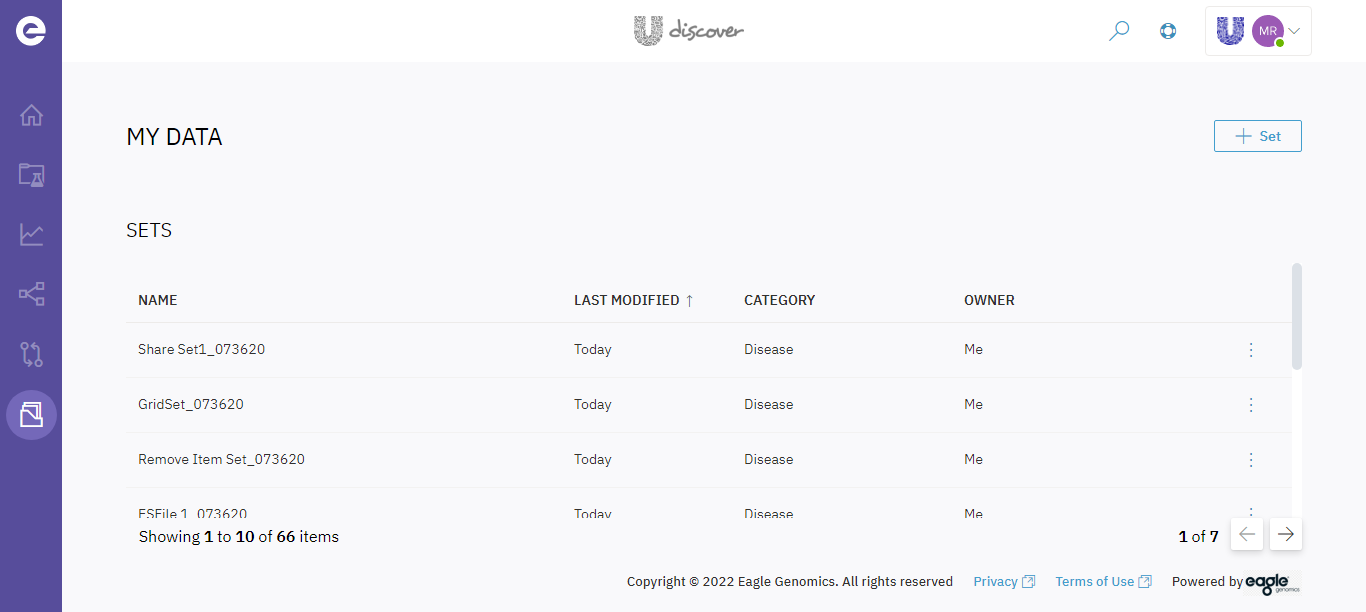 discover
MR
MY DATA
Set
SETS
NAME LAST MODIFIED ↑ CATEGORY OWNER
Share Set1_073620 Today Disease Me
GridSet_073620 Today Disease Me
Remove Item Set_073620 Today Disease Me
ESFile 1_073620 Today Disease Me
Showing 1 to 10 of 66 items
1 of 7
Copyright © 2022 Eagle Genomics. All rights reserved Privacy Terms of Use Powered by eagle genomics